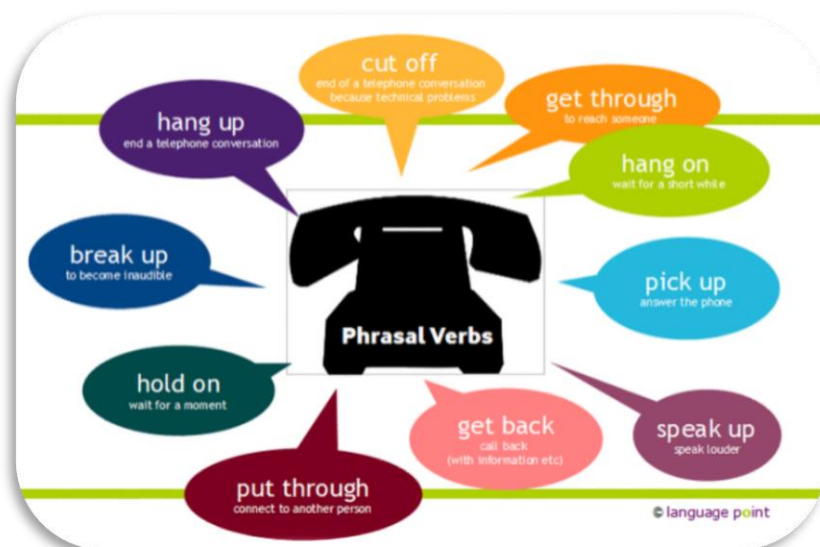 cut off
end of a telephone conversation
because technical problems
get through
to reach someone
hang up
end a telephone conversation
hang on
wait for a short while
break up
to become inaudible
pick up
answer the phone
Phrasal Verbs
hold on
wait for a moment
get back
call back
(with information etc)
speak up
speak louder
put through
connect to another person
© language point